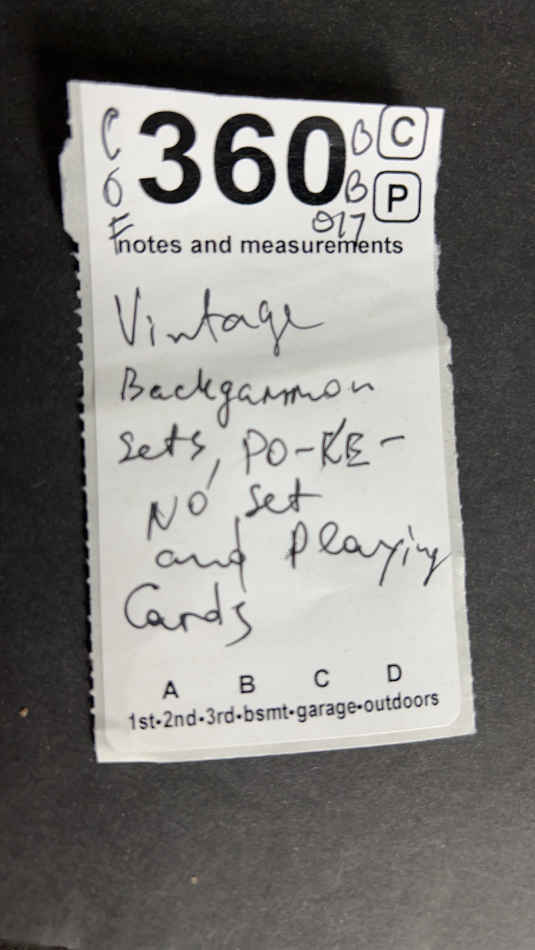 C 360 B C
O B P
F 017
notes and measurements
Vintage
Backgammon
Sets, PO-KE-
NO set
and Playing
Cards
A B C D
1st-2nd-3rd-bsmt-garage-outdoors